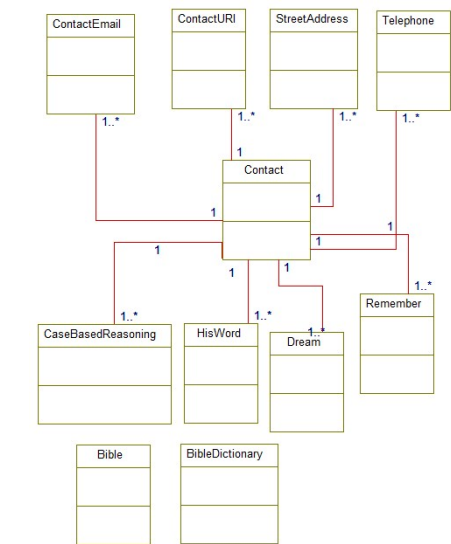 ContactEmail
ContactURI
StreetAddress
Telephone
1..*
1..*
1..*
1..*
1
Contact
1
1
1
1
1
1
1
1
1..*
1..*
1..*
1..*
CaseBasedReasoning
HisWord
Dream
Remember
Bible
BibleDictionary